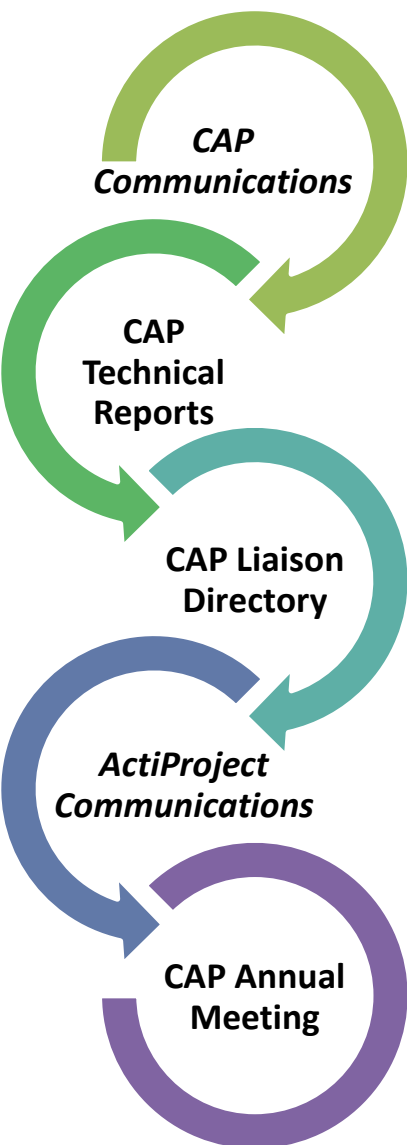 CAP
Communications
CAP
Technical
Reports
CAP Liaison
Directory
ActiProject
Communications
CAP Annual
Meeting